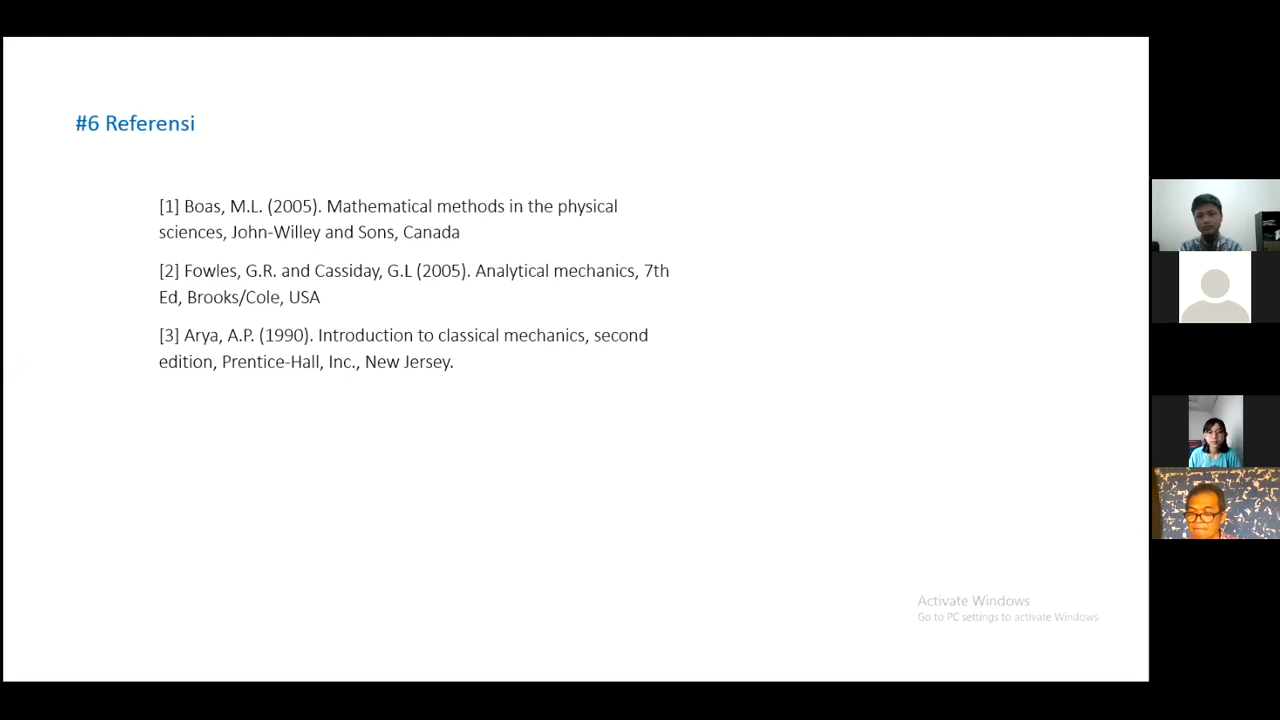 #6 Referensi
[1] Boas, M.L. (2005). Mathematical methods in the physical
sciences, John-Willey and Sons, Canada
[2] Fowles, G.R. and Cassiday, G.L (2005). Analytical mechanics, 7th
Ed, Brooks/Cole, USA
[3] Arya, A.P. (1990). Introduction to classical mechanics, second
edition, Prentice-Hall, Inc., New Jersey.
Activate Windows
Go to PC settings to activate Windows.